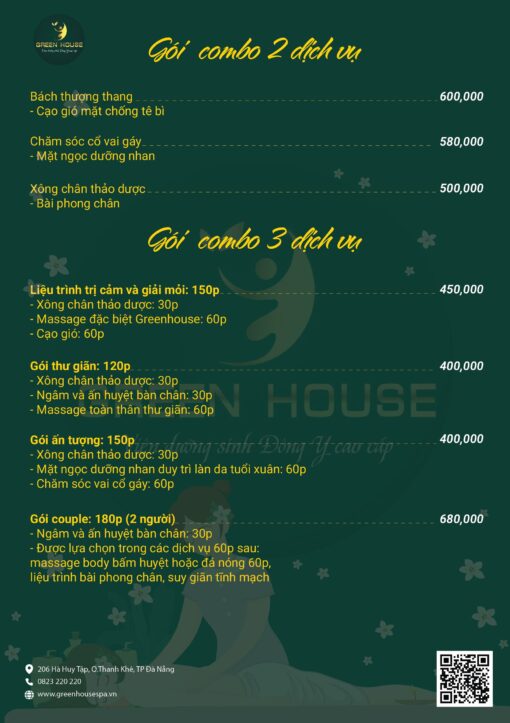 GREEN HOUSE
Gói combo 2 dịch vụ
Bách thượng thang 600,000
- Cạo gió mặt chống tê bì
Chăm sóc cổ vai gáy 580,000
- Mặt ngọc dưỡng nhan
Xông chân thảo dược 500,000
- Bài phong chân
Gói combo 3 dịch vụ
Liệu trình trị cảm và giải mỏi: 150p 450,000
- Xông chân thảo dược: 30p
- Massage đặc biệt Greenhouse: 60p
- Cạo gió: 60p
Gói thư giãn: 120p 400,000
- Xông chân thảo dược: 30p
- Ngâm và ấn huyệt bàn chân: 30p
- Massage toàn thân thư giãn: 60p
GREEN HOUSE
Viện dưỡng sinh Đông Y cao cấp
Gói ấn tượng: 150p 400,000
- Xông chân thảo dược: 30p
- Mặt ngọc dưỡng nhan duy trì làn da tuổi xuân: 60p
- Chăm sóc vai cổ gáy: 60p
Gói couple: 180p (2 người) 680,000
- Ngâm và ấn huyệt bàn chân: 30p
- Được lựa chọn trong các dịch vụ 60p sau:
massage body bấm huyệt hoặc đá nóng 60p,
liệu trình bài phong chân, suy giãn tĩnh mạch
206 Hà Huy Tập, Q.Thanh Khê, TP Đà Nẵng
0823 220 220
www.greenhousespa.vn